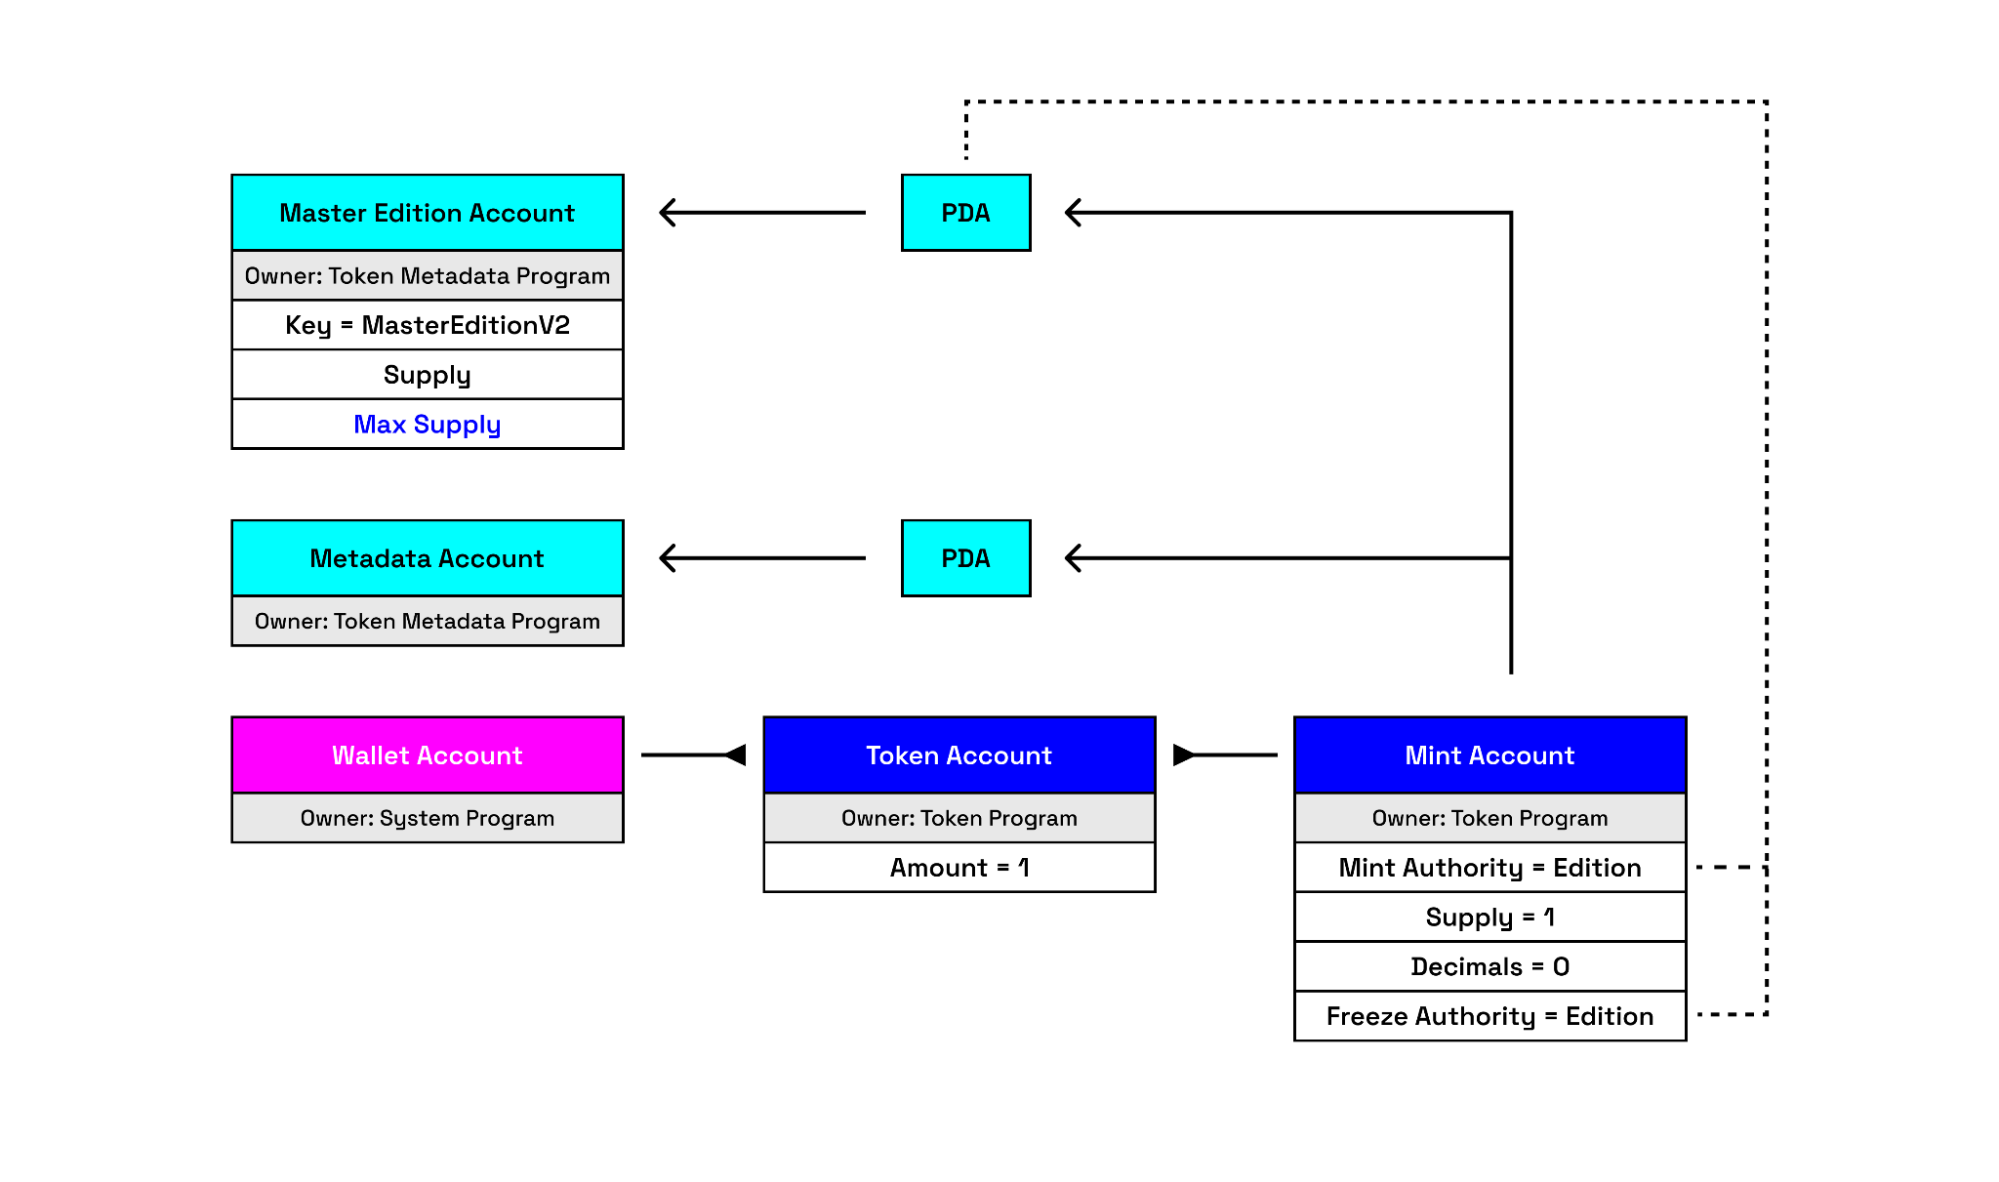 Master Edition Account
Owner: Token Metadata Program
Key = MasterEditionV2
Supply
Max Supply
PDA
Metadata Account
Owner: Token Metadata Program
PDA
Wallet Account
Owner: System Program
Token Account
Owner: Token Program
Amount = 1
Mint Account
Owner: Token Program
Mint Authority = Edition
Supply = 1
Decimals = 0
Freeze Authority = Edition